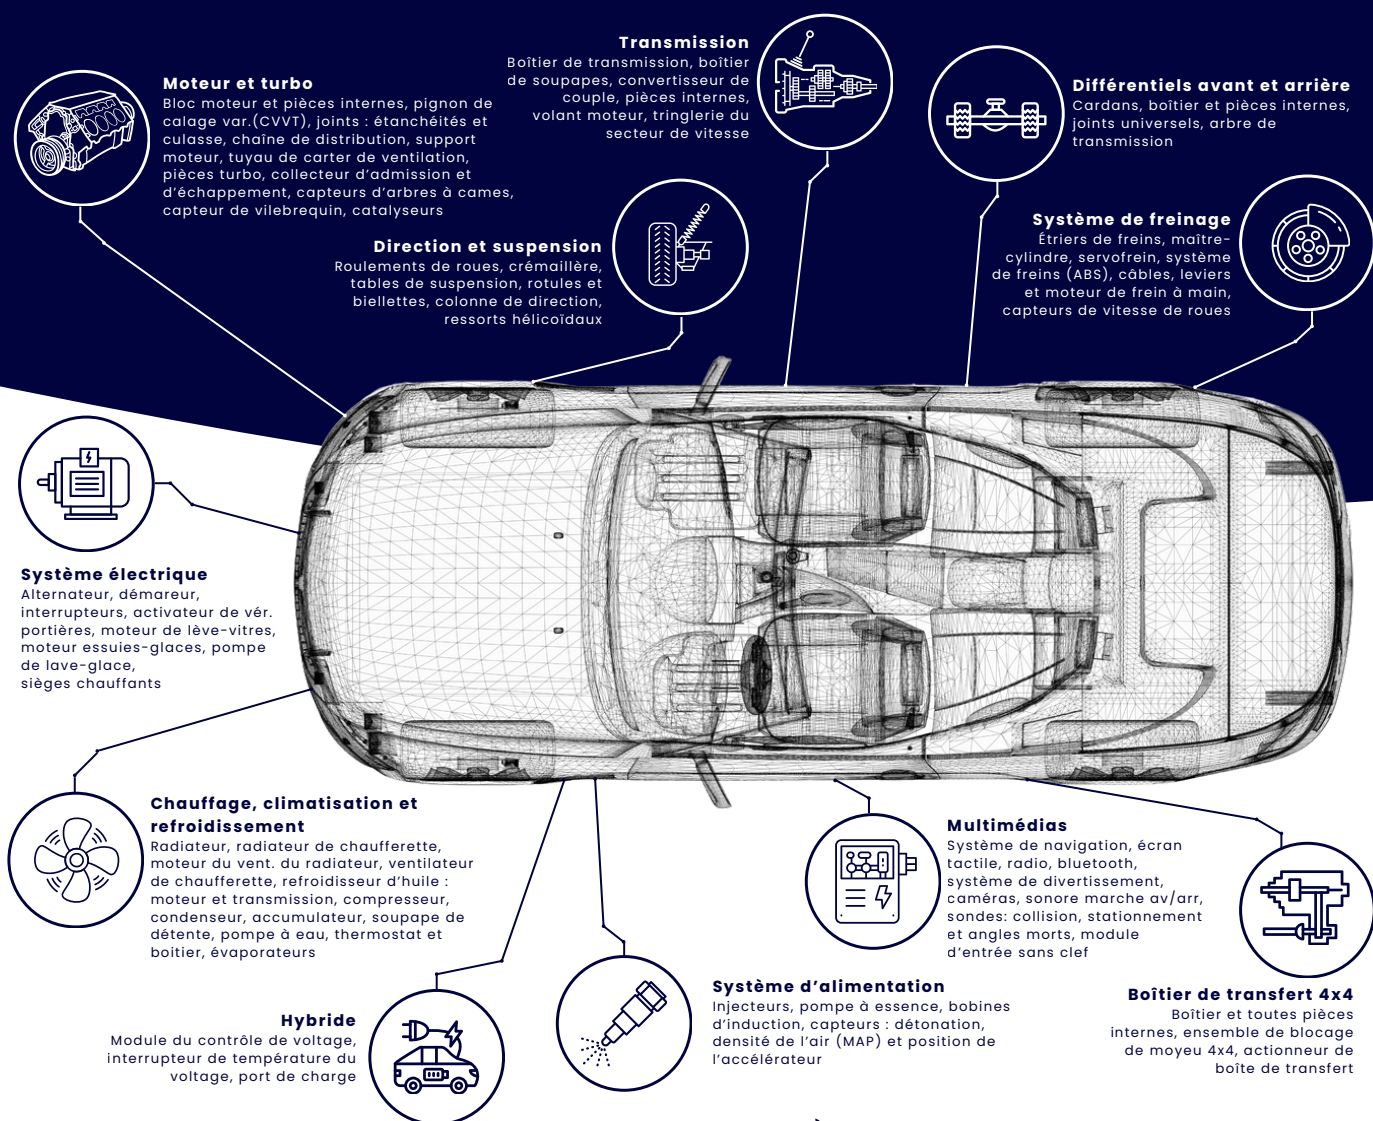 Moteur et turbo
Bloc moteur et pièces internes, pignon de
calage var.(CVVT), joints : étanchéités et
culasse, chaîne de distribution, support
moteur, tuyau de carter de ventilation,
pièces turbo, collecteur d'admission et
d'échappement, capteurs d'arbres à cames,
capteur de vilebrequin, catalyseurs
Transmission
Boîtier de transmission, boîtier
de soupapes, convertisseur de
couple, pièces internes,
volant moteur, tringlerie du
secteur de vitesse
Différentiels avant et arrière
Cardans, boîtier et pièces internes,
joints universels, arbre de
transmission
Direction et suspension
Roulements de roues, crémaillère,
tables de suspension, rotules et
biellettes, colonne de direction,
ressorts hélicoïdaux
Système de freinage
Étriers de freins, maître-
cylindre, servofrein, système
de freins (ABS), câbles, leviers
et moteur de frein à main,
capteurs de vitesse de roues
Système électrique
Alternateur, démareur,
interrupteurs, activateur de vér.
portières, moteur de lève-vitres,
moteur essuies-glaces, pompe
de lave-glace,
sièges chauffants
Chauffage, climatisation et
refroidissement
Radiateur, radiateur de chaufferette,
moteur du vent. du radiateur, ventilateur
de chaufferette, refroidisseur d'huile :
moteur et transmission, compresseur,
condenseur, accumulateur, soupape de
détente, pompe à eau, thermostat et
boitier, évaporateurs
Multimédias
Système de navigation, écran
tactile, radio, bluetooth,
système de divertissement,
caméras, sonore marche av/arr,
sondes: collision, stationnement
et angles morts, module
d'entrée sans clef
Hybride
Module du contrôle de voltage,
interrupteur de température du
voltage, port de charge
Système d'alimentation
Injecteurs, pompe à essence, bobines
d'induction, capteurs : détonation,
densité de l'air (MAP) et position de
l'accélérateur
Boîtier de transfert 4x4
Boîtier et toutes pièces
internes, ensemble de blocage
de moyeu 4x4, actionneur de
boîte de transfert